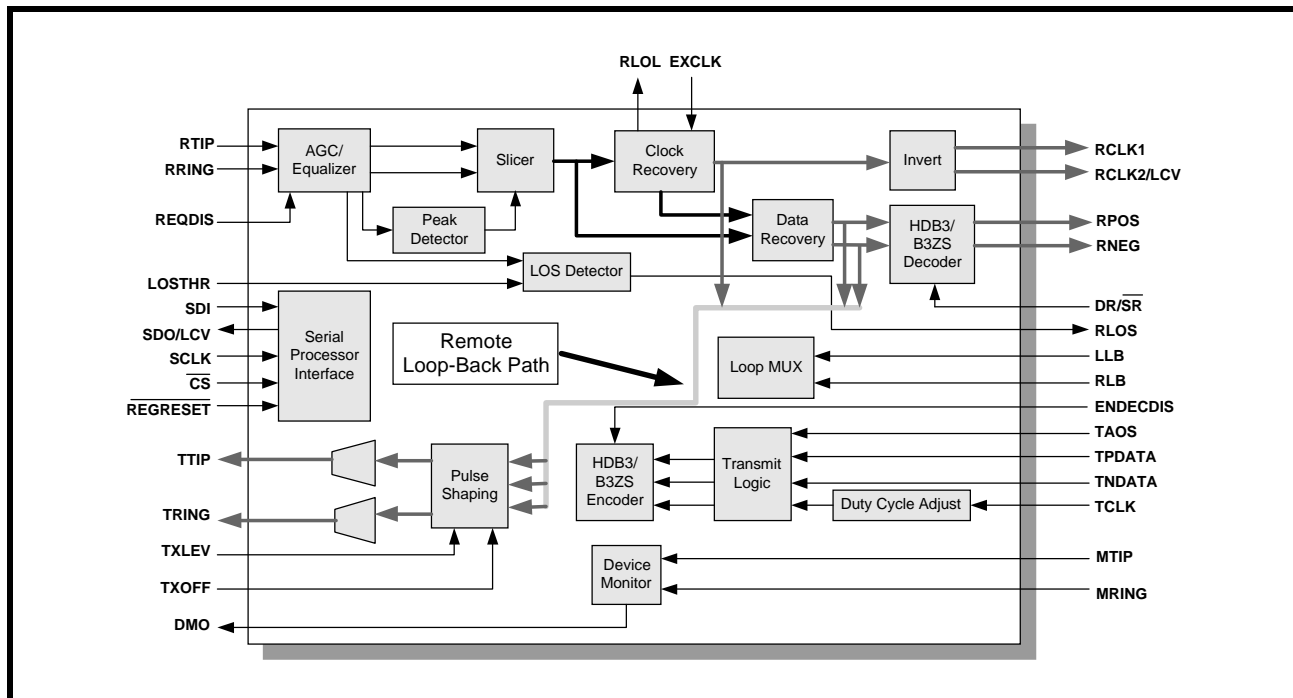 RLOL EXCLK
RTIP
RRING
REQDIS
LOSTHR
SDI
SDO/LCV
SCLK
CS
REGRESET
TTIP
TRING
TXLEV
TXOFF
DMO
AGC/
Equalizer
Slicer
Peak
Detector
LOS Detector
Clock
Recovery
Data
Recovery
Invert
HDB3/
B3ZS
Decoder
Serial
Processor
Interface
Remote
Loop-Back Path
Loop MUX
Pulse
Shaping
HDB3/
B3ZS
Encoder
Transmit
Logic
Duty Cycle Adjust
Device
Monitor
RCLK1
RCLK2/LCV
RPOS
RNEG
DR/SR
RLOS
LLB
RLB
ENDECDIS
TAOS
TPDATA
TNDATA
TCLK
MTIP
MRING